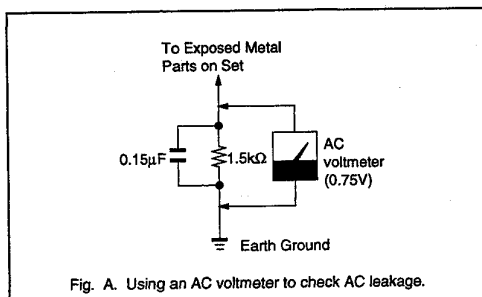 To Exposed Metal
Parts on Set
0.15µF
1.5kΩ
AC
voltmeter
(0.75V)
Earth Ground
Fig. A. Using an AC voltmeter to check AC leakage.